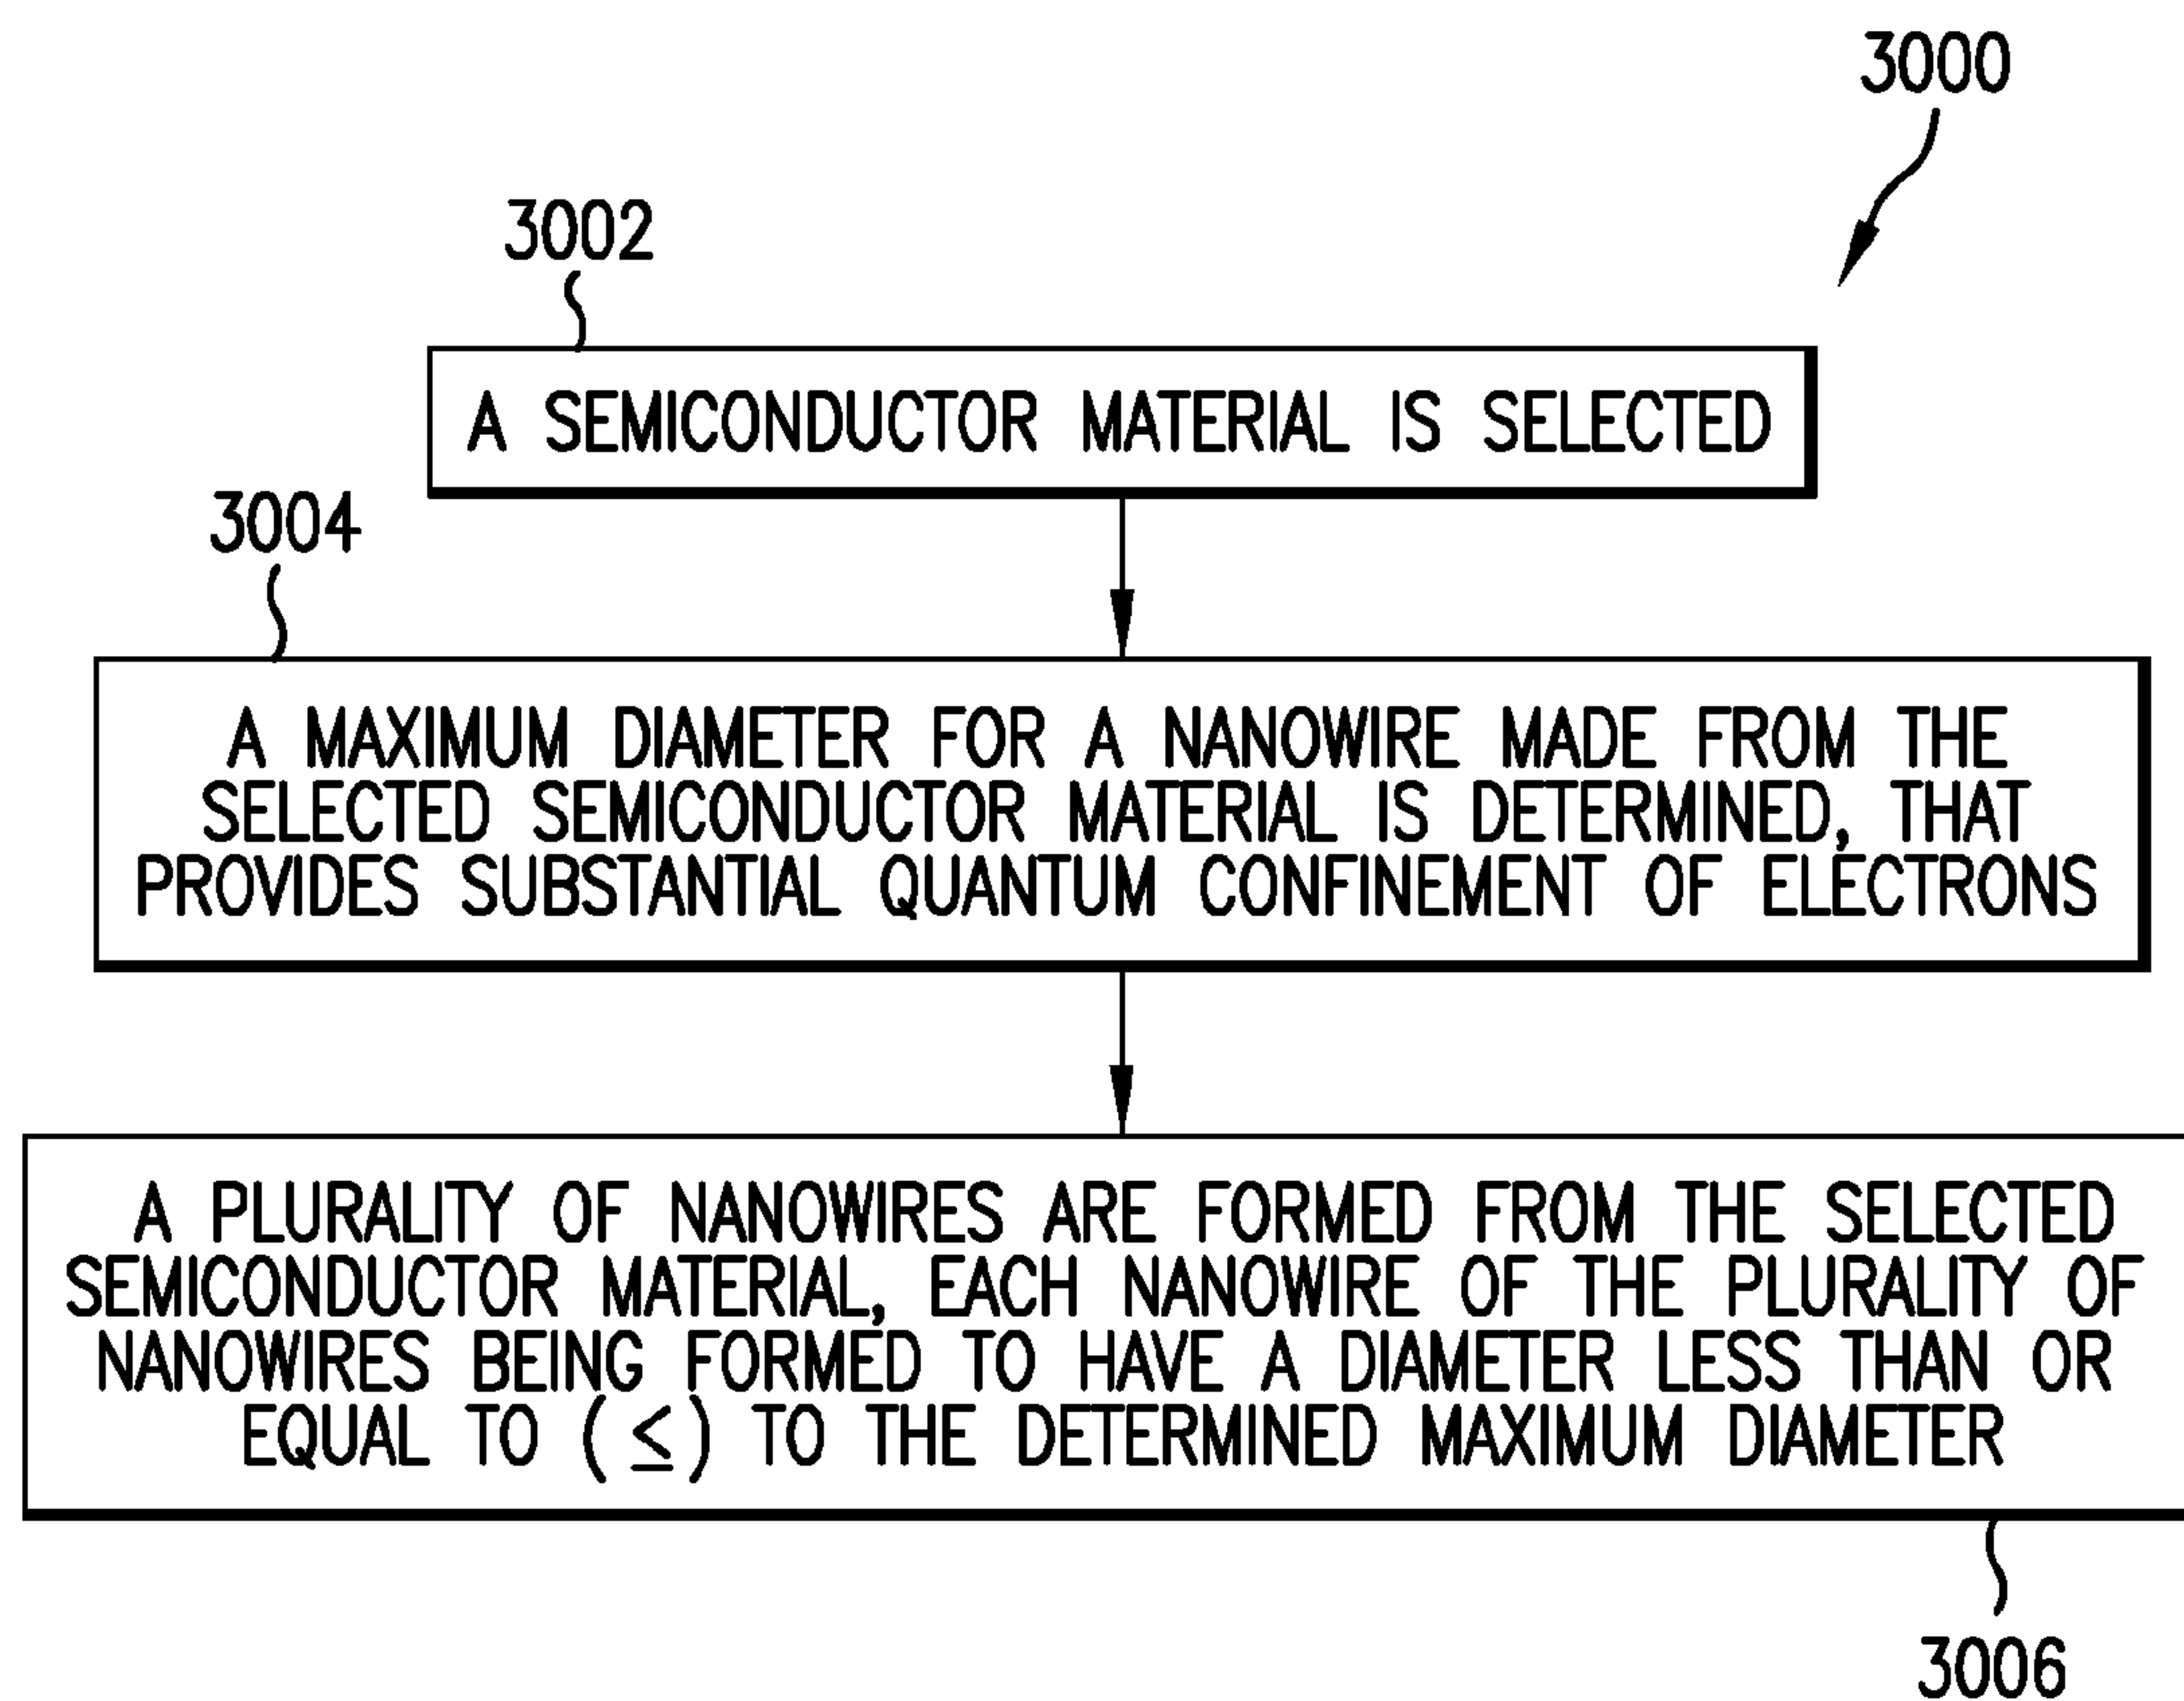 3000
3002
A SEMICONDUCTOR MATERIAL IS SELECTED
3004
A MAXIMUM DIAMETER FOR A NANOWIRE MADE FROM THE
SELECTED SEMICONDUCTOR MATERIAL IS DETERMINED, THAT
PROVIDES SUBSTANTIAL QUANTUM CONFINEMENT OF ELECTRONS
A PLURALITY OF NANOWIRES ARE FORMED FROM THE SELECTED
SEMICONDUCTOR MATERIAL, EACH NANOWIRE OF THE PLURALITY OF
NANOWIRES BEING FORMED TO HAVE A DIAMETER LESS THAN OR
EQUAL TO (≤) TO THE DETERMINED MAXIMUM DIAMETER
3006